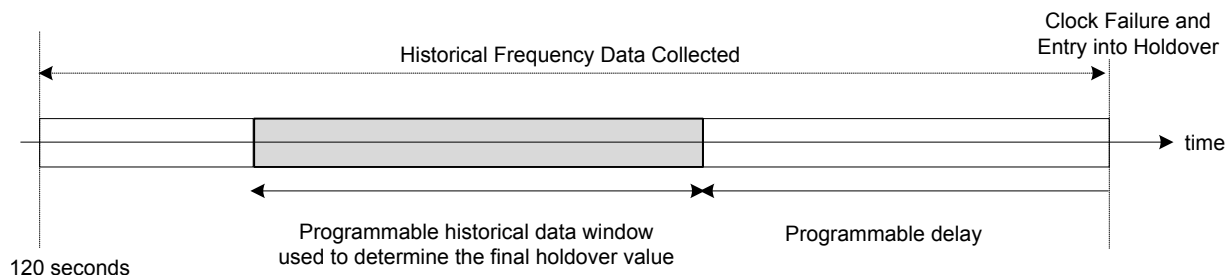 Clock Failure and
Entry into Holdover
Historical Frequency Data Collected
time
Programmable historical data window
used to determine the final holdover value
Programmable delay
120 seconds